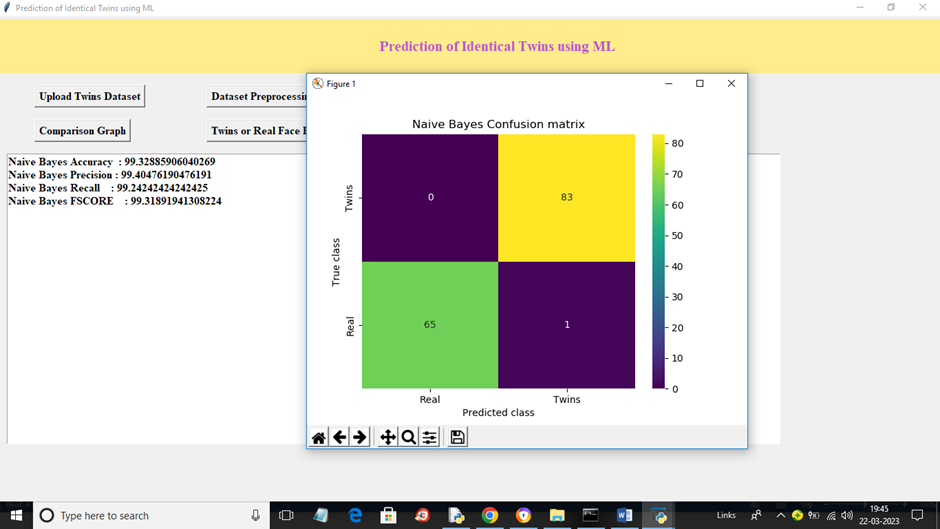 Prediction of Identical Twins using ML
Prediction of Identical Twins using ML
Upload Twins Dataset
Dataset
Comparison Graph
Twins or Real Face
Naive Bayes Accuracy : 99.32885906040269
Naive Bayes Precision : 99.40476190476191
Naive Bayes Recall : 99.24242424242425
Naive Bayes FSCORE : 99.31891941308224
Figure 1
Naive Bayes Confusion matrix
True class
Twins
0
83
Real
65
1
Real
Twins
Predicted class
80
70
60
50
40
30
20
10
0
Type here to search
Links
19:45
22-03-2023